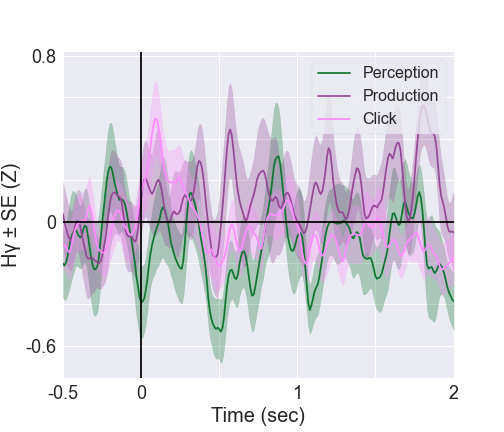 0.8
Perception
Production
Click
Hγ ± SE (Z)
0
-0.6
-0.5 0 1 2
Time (sec)